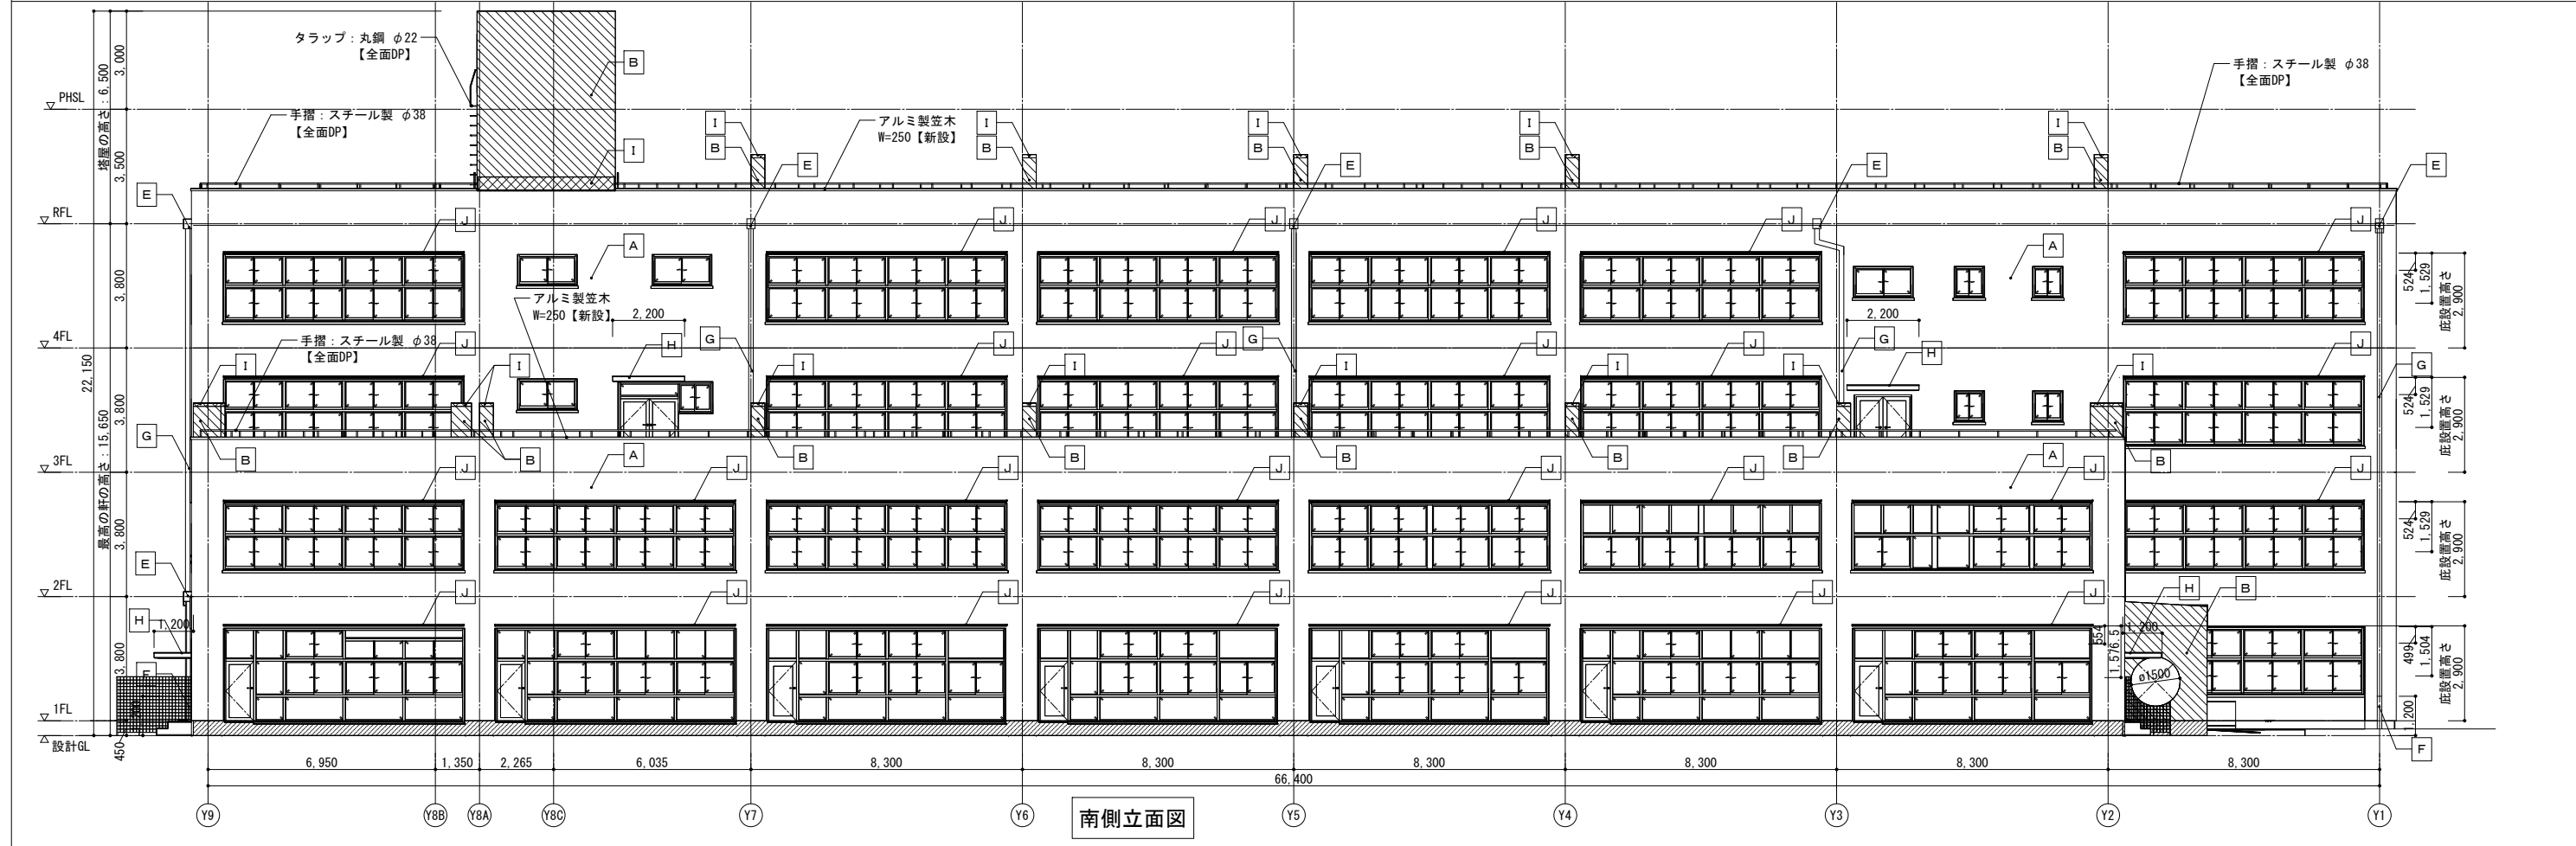 タラップ：丸鋼 φ22
【全面DP】
B
手摺：スチール製 φ38
【全面DP】
3,000
塔屋の高さ：6,500
PHSL
手摺：スチール製 φ38
【全面DP】
アルミ製笠木
W=250【新設】
I
I
I
I
I
B
B
B
B
B
I
3,500
E
E
E
E
E
RFL
J
J
J
J
J
J
A
A
3,800
アルミ製笠木
W=250【新設】
2,200
2,200
524
1,529
庇設置高さ
2,900
4FL
手摺：スチール製 φ38
【全面DP】
J
H
G
J
J
G
J
J
G
H
J
G
22,150
I
I
I
I
I
I
I
I
3,800
524
1,529
庇設置高さ
2,900
G
B
B
A
B
B
B
B
B
A
B
3FL
最高の軒の高さ：15,650
J
J
J
J
J
J
J
J
3,800
524
1,529
庇設置高さ
2,900
E
2FL
J
J
J
J
J
J
J
H
B
H
1,200
554
1,576.5
1,200
3,800
499
1,504
庇設置高さ
2,900
φ1500
1FL
1,200
設計GL
450
F
6,950
1,350
2,265
6,035
8,300
8,300
8,300
8,300
8,300
8,300
66,400
Y9
Y8B
Y8A
Y8C
Y7
Y6
Y5
Y4
Y3
Y2
Y1
南側立面図